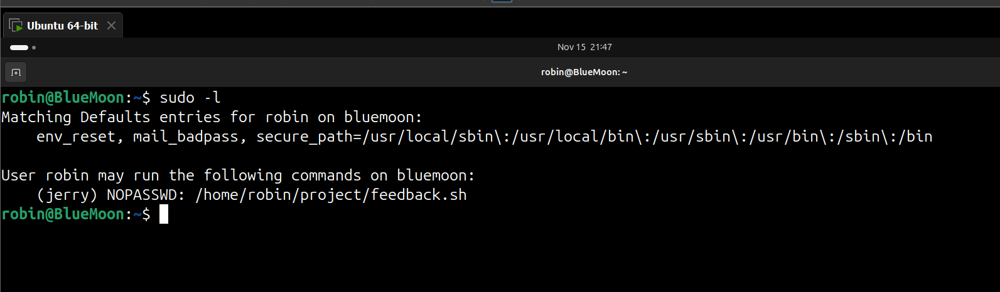 Ubuntu 64-bit
Nov 15 21:47
robin@BlueMoon: ~
robin@BlueMoon:~$ sudo -l
Matching Defaults entries for robin on bluemoon:
    env_reset, mail_badpass, secure_path=/usr/local/sbin\:/usr/local/bin\:/usr/sbin\:/usr/bin\:/sbin\:/bin
User robin may run the following commands on bluemoon:
    (jerry) NOPASSWD: /home/robin/project/feedback.sh
robin@BlueMoon:~$